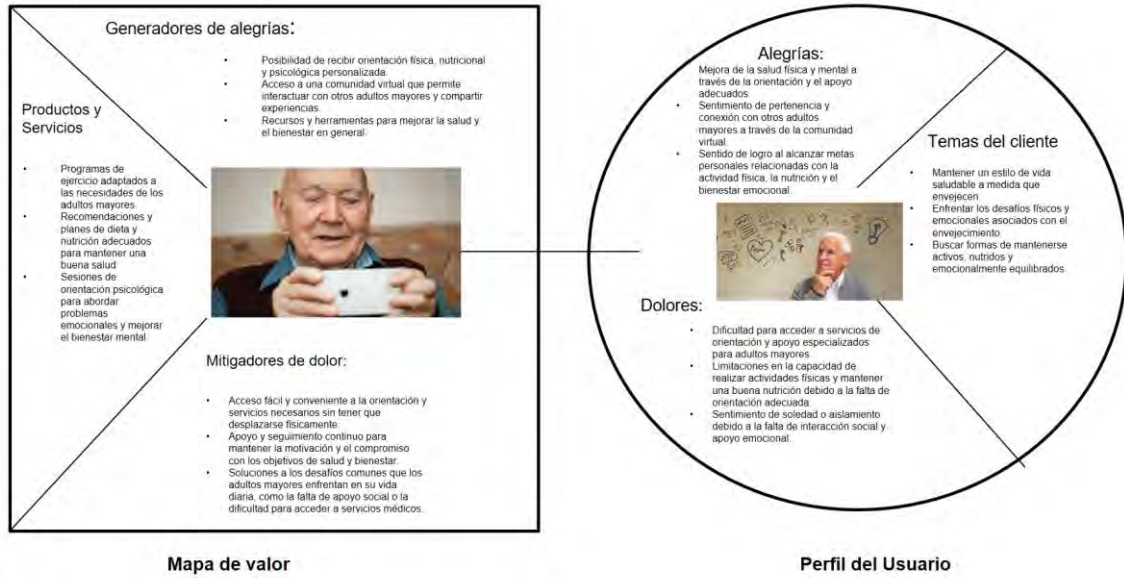 Generadores de alegrías:
• Posibilidad de recibir orientación física, nutricional
y psicológica personalizada.
• Acceso a una comunidad virtual que permite
interactuar con otros adultos mayores y compartir
experiencias.
• Recursos y herramientas para mejorar la salud y
el bienestar en general.
Productos y
Servicios
• Programas de
ejercicio adaptados a
las necesidades de los
adultos mayores.
• Recomendaciones y
planes de dieta y
nutrición adecuados
para mantener una
buena salud
• Sesiones de
orientación psicológica
para abordar
problemas
emocionales y mejorar
el bienestar mental
Mitigadores de dolor:
• Acceso fácil y conveniente a la orientación y
servicios necesarios sin tener que
desplazarse físicamente
• Apoyo y seguimiento continuo para
mantener la motivación y el compromiso
con los objetivos de salud y bienestar.
• Soluciones a los desafíos comunes que los
adultos mayores enfrentan en su vida
diaria, como la falta de apoyo social o la
dificultad para acceder a servicios médicos.
Mapa de valor
Alegrías:
Mejora de la salud física y mental a
través de la orientación y el apoyo
adecuados
• Sentimiento de pertenencia y
conexión con otros adultos
mayores a través de la comunidad
virtual.
• Sentido de logro al alcanzar metas
personales relacionadas con la
actividad física, la nutrición y el
bienestar emocional.
Temas del cliente
• Mantener un estilo de vida
saludable a medida que
envejecen
• Enfrentar los desafíos físicos y
emocionales asociados con el
envejecimiento.
• Buscar formas de mantenerse
activos, nutridos y
emocionalmente equilibrados
Dolores:
• Dificultad para acceder a servicios de
orientación y apoyo especializados
para adultos mayores
• Limitaciones en la capacidad de
realizar actividades físicas y mantener
una buena nutrición debido a la falta de
orientación adecuada
• Sentimiento de soledad o aislamiento
debido a la falta de interacción social y
apoyo emocional.
Perfil del Usuario